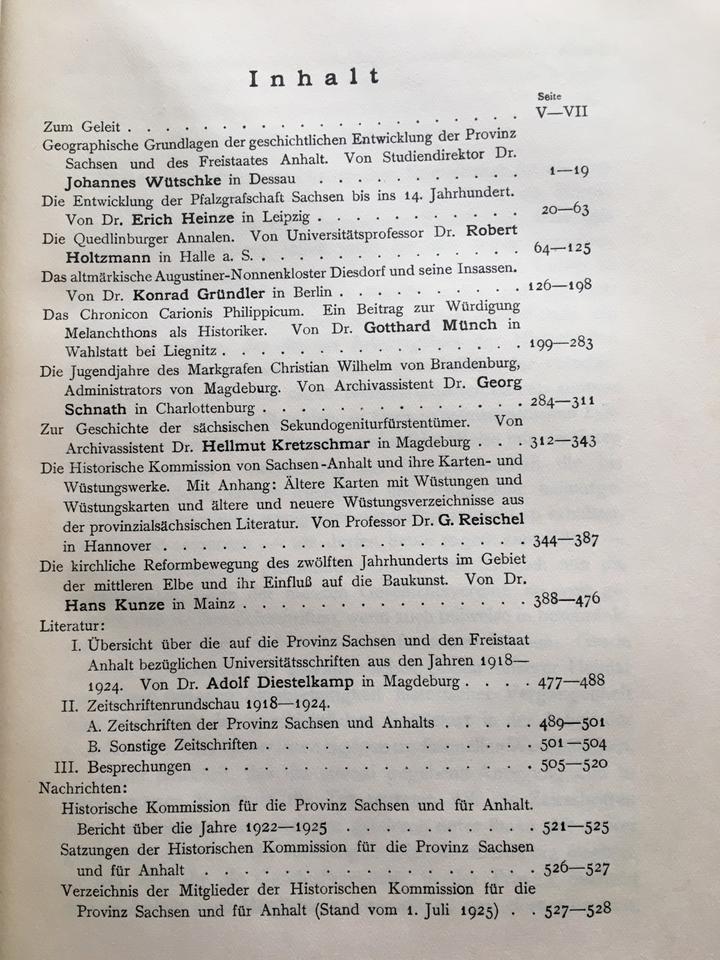 Inhalt
Seite
Zum Geleit . . . . . . . . . . . . . . . . . . V—VII
Geographische Grundlagen der geschichtlichen Entwicklung der Provinz
Sachsen und des Freistaates Anhalt. Von Studiendirektor Dr.
Johannes Wütschke in Dessau . . . . . . . . . . 1—19
Die Entwicklung der Pfalzgrafschaft Sachsen bis ins 14. Jahrhundert.
Von Dr. Erich Heinze in Leipzig . . . . . . . . . . . 20—63
Die Quedlinburger Annalen. Von Universitätsprofessor Dr. Robert
Holtzmann in Halle a. S. . . . . . . . . . . . . . 64—125
Das altmärkische Augustiner-Nonnenkloster Diesdorf und seine Insassen.
Von Dr. Konrad Gründler in Berlin . . . . . . . . . . 126—198
Das Chronicon Carionis Philippicum. Ein Beitrag zur Würdigung
Melanchthons als Historiker. Von Dr. Gotthard Münch in
Wahlstatt bei Liegnitz . . . . . . . . . . . . . . . . 199—283
Die Jugendjahre des Markgrafen Christian Wilhelm von Brandenburg,
Administrators von Magdeburg. Von Archivassistent Dr. Georg
Schnath in Charlottenburg . . . . . . . . . . . . . . 284—311
Zur Geschichte der sächsischen Sekundogeniturfürstentümer. Von
Archivassistent Dr. Hellmut Kretzschmar in Magdeburg . . . 312—343
Die Historische Kommission von Sachsen-Anhalt und ihre Karten- und
Wüstungswerke. Mit Anhang: Ältere Karten mit Wüstungen und
Wüstungskarten und ältere und neuere Wüstungsverzeichnisse aus
der provinzialsächsischen Literatur. Von Professor Dr. G. Reischel
in Hannover . . . . . . . . . . . . . . . . . . . 344—387
Die kirchliche Reformbewegung des zwölften Jahrhunderts im Gebiet
der mittleren Elbe und ihr Einfluß auf die Baukunst. Von Dr.
Hans Kunze in Mainz . . . . . . . . . . . . . . . 388—476
Literatur:
I. Übersicht über die auf die Provinz Sachsen und den Freistaat
Anhalt bezüglichen Universitätsschriften aus den Jahren 1918—
1924. Von Dr. Adolf Diestelkamp in Magdeburg . . . . 477—488
II. Zeitschriftenrundschau 1918—1924.
A. Zeitschriften der Provinz Sachsen und Anhalts . . . . . 489—501
B. Sonstige Zeitschriften . . . . . . . . . . . . . . 501—504
III. Besprechungen . . . . . . . . . . . . . . . . . 505—520
Nachrichten:
Historische Kommission für die Provinz Sachsen und für Anhalt.
Bericht über die Jahre 1922—1925 . . . . . . . . . . 521—525
Satzungen der Historischen Kommission für die Provinz Sachsen
und für Anhalt . . . . . . . . . . . . . . . . . 526—527
Verzeichnis der Mitglieder der Historischen Kommission für die
Provinz Sachsen und für Anhalt (Stand vom 1. Juli 1925) . . 527—528